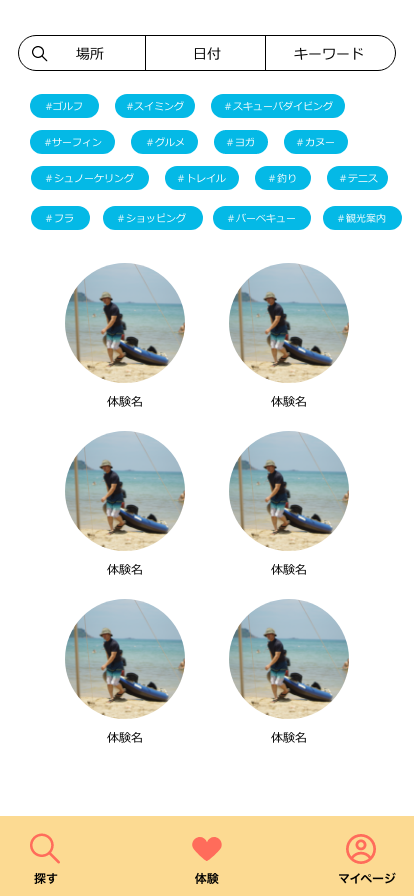 場所 日付 キーワード
#ゴルフ #スイミング #スキューバダイビング
#サーフィン #グルメ #ヨガ #カヌー
#シュノーケリング #トレイル #釣り #テニス
#フラ #ショッピング #バーベキュー #観光案内
体験名 体験名
体験名 体験名
体験名 体験名
探す 体験 マイページ